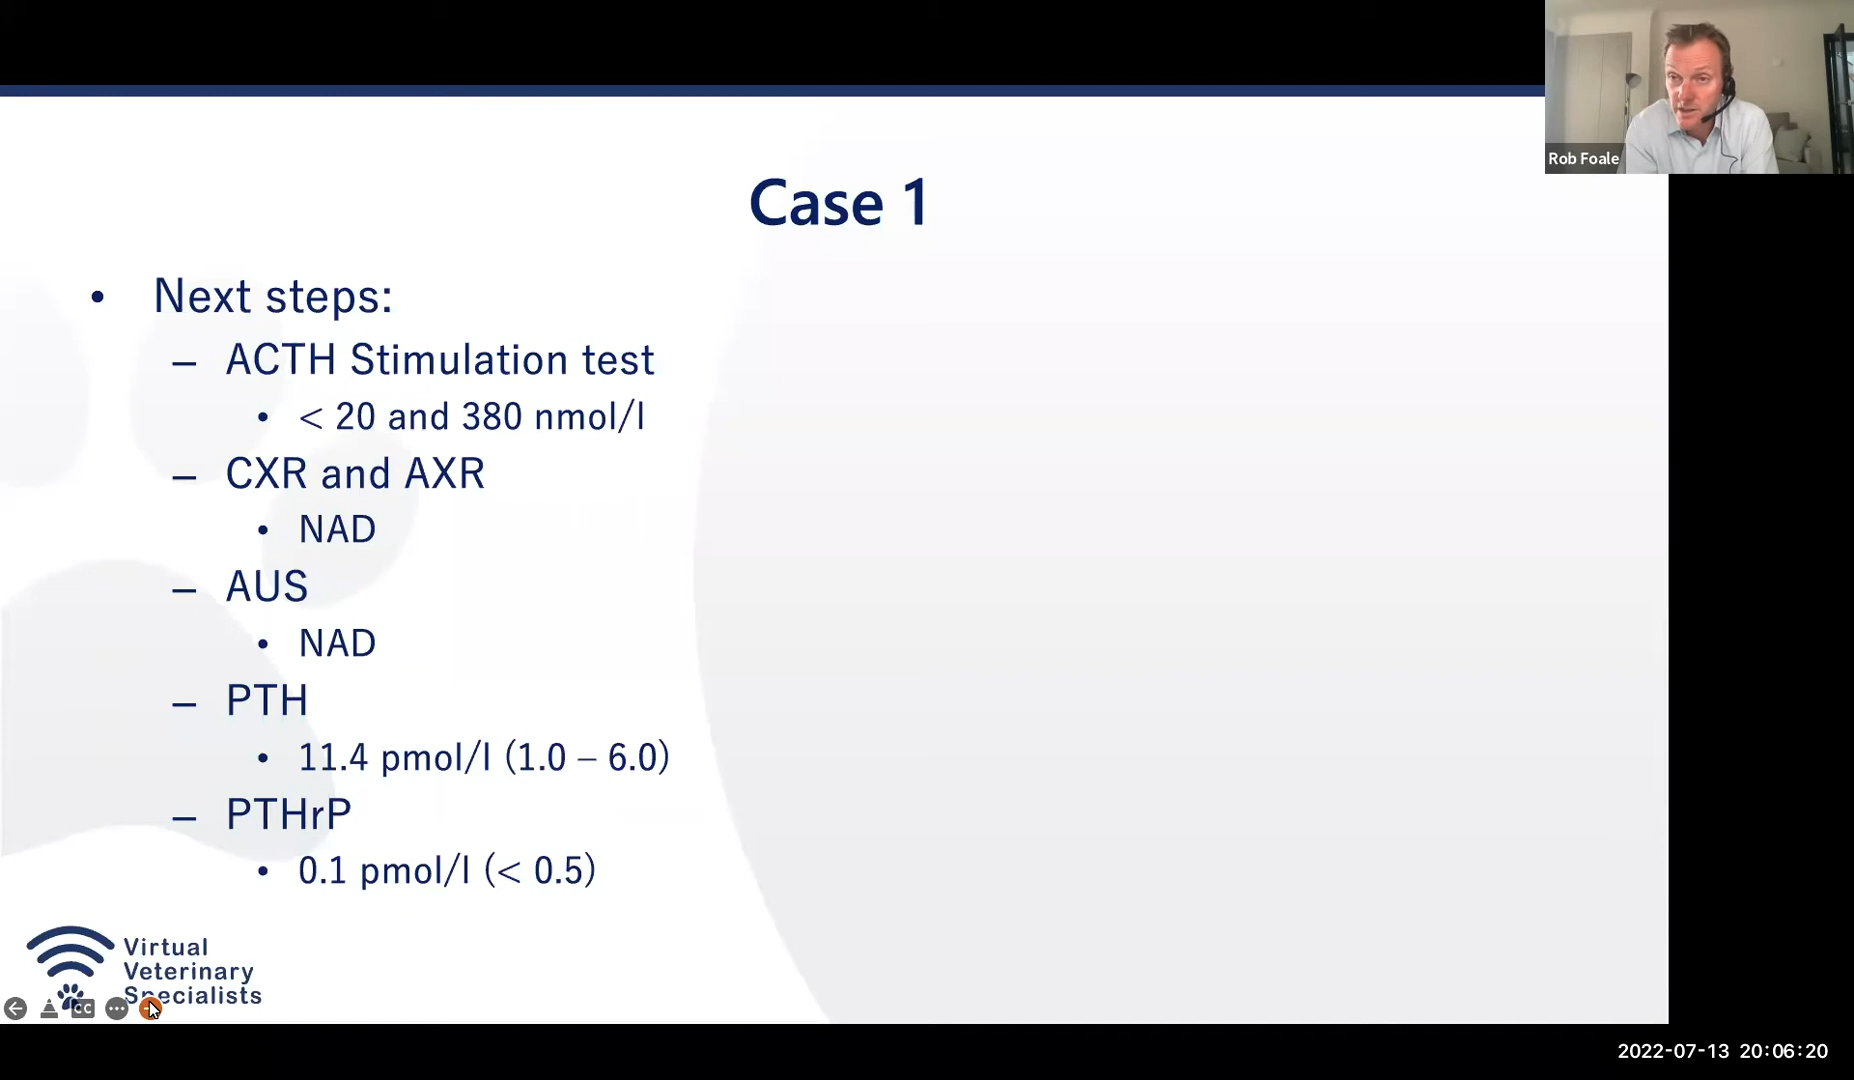 Rob Foale
Case 1
• Next steps:
– ACTH Stimulation test
• < 20 and 380 nmol/l
– CXR and AXR
• NAD
– AUS
• NAD
– PTH
• 11.4 pmol/l (1.0 – 6.0)
– PTHrP
• 0.1 pmol/l (< 0.5)
Virtual
Veterinary
Specialists
CC
2022-07-13 20:06:20